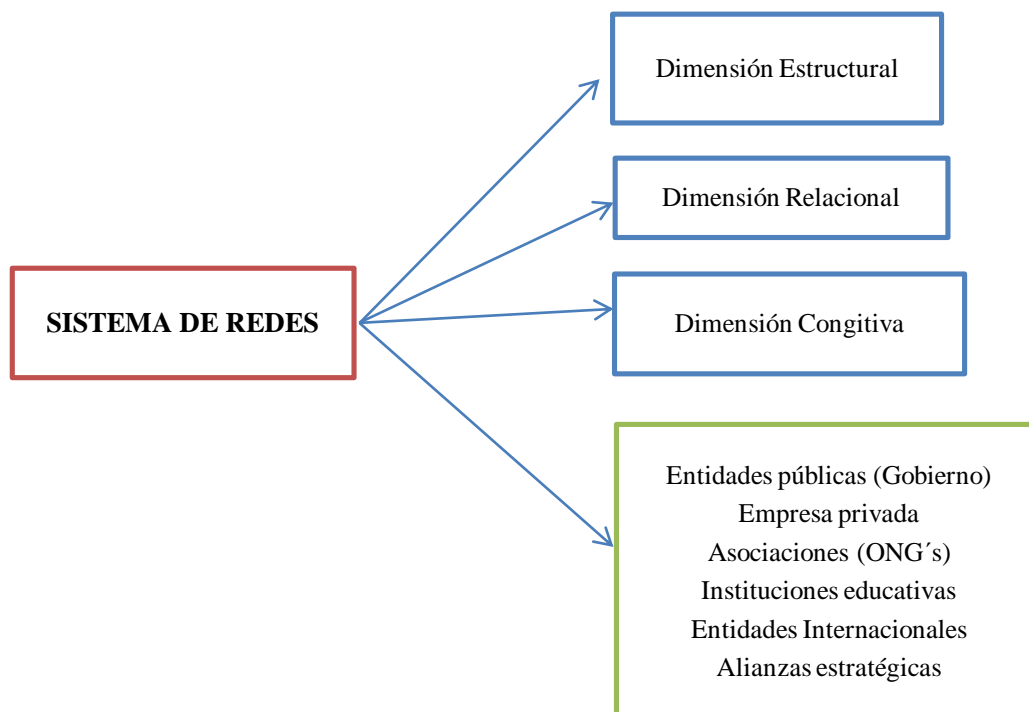 Dimensión Estructural
Dimensión Relacional
SISTEMA DE REDES
Dimensión Congitiva
Entidades públicas (Gobierno)
Empresa privada
Asociaciones (ONG´s)
Instituciones educativas
Entidades Internacionales
Alianzas estratégicas